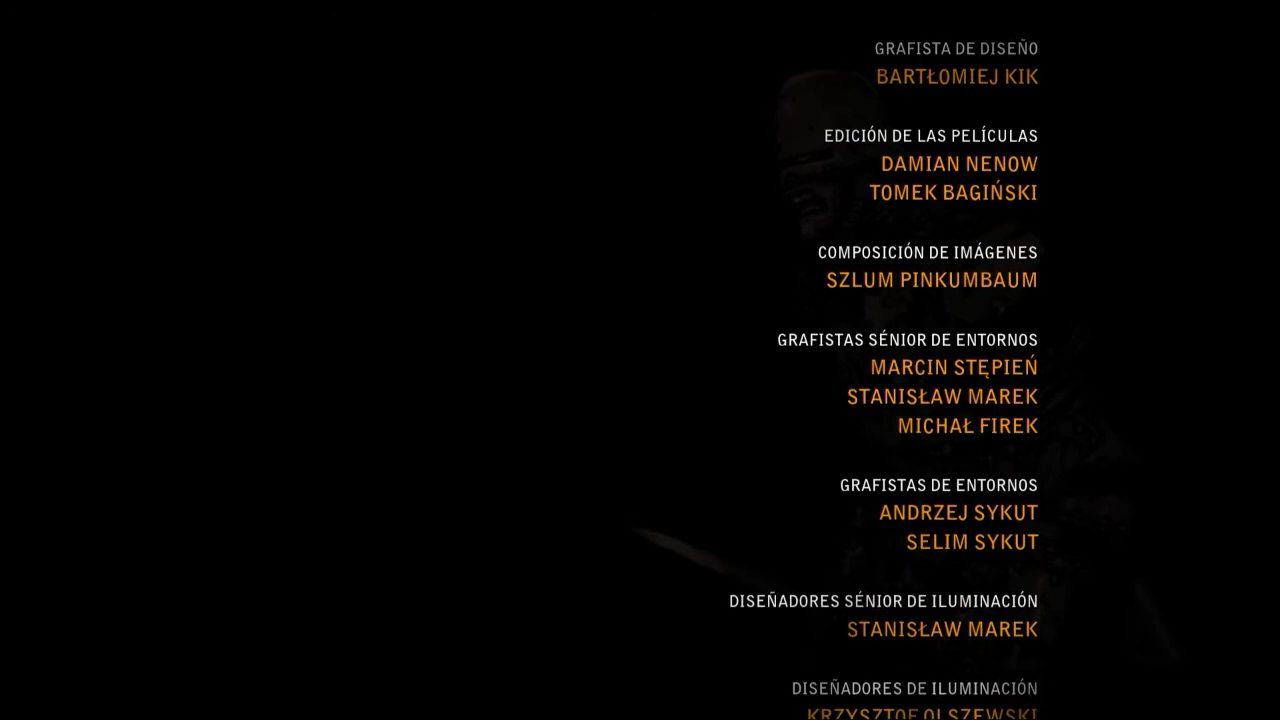 GRAFISTA DE DISEÑO
BARTŁOMIEJ KIK
EDICIÓN DE LAS PELÍCULAS
DAMIAN NENOW
TOMEK BAGIŃSKI
COMPOSICIÓN DE IMÁGENES
SZLUM PINKUMBAUM
GRAFISTAS SÉNIOR DE ENTORNOS
MARCIN STĘPIEŃ
STANISŁAW MAREK
MICHAŁ FIREK
GRAFISTAS DE ENTORNOS
ANDRZEJ SYKUT
SELIM SYKUT
DISEÑADORES SÉNIOR DE ILUMINACIÓN
STANISŁAW MAREK
DISEÑADORES DE ILUMINACIÓN
KRZYSZTOF OLSZEWSKI